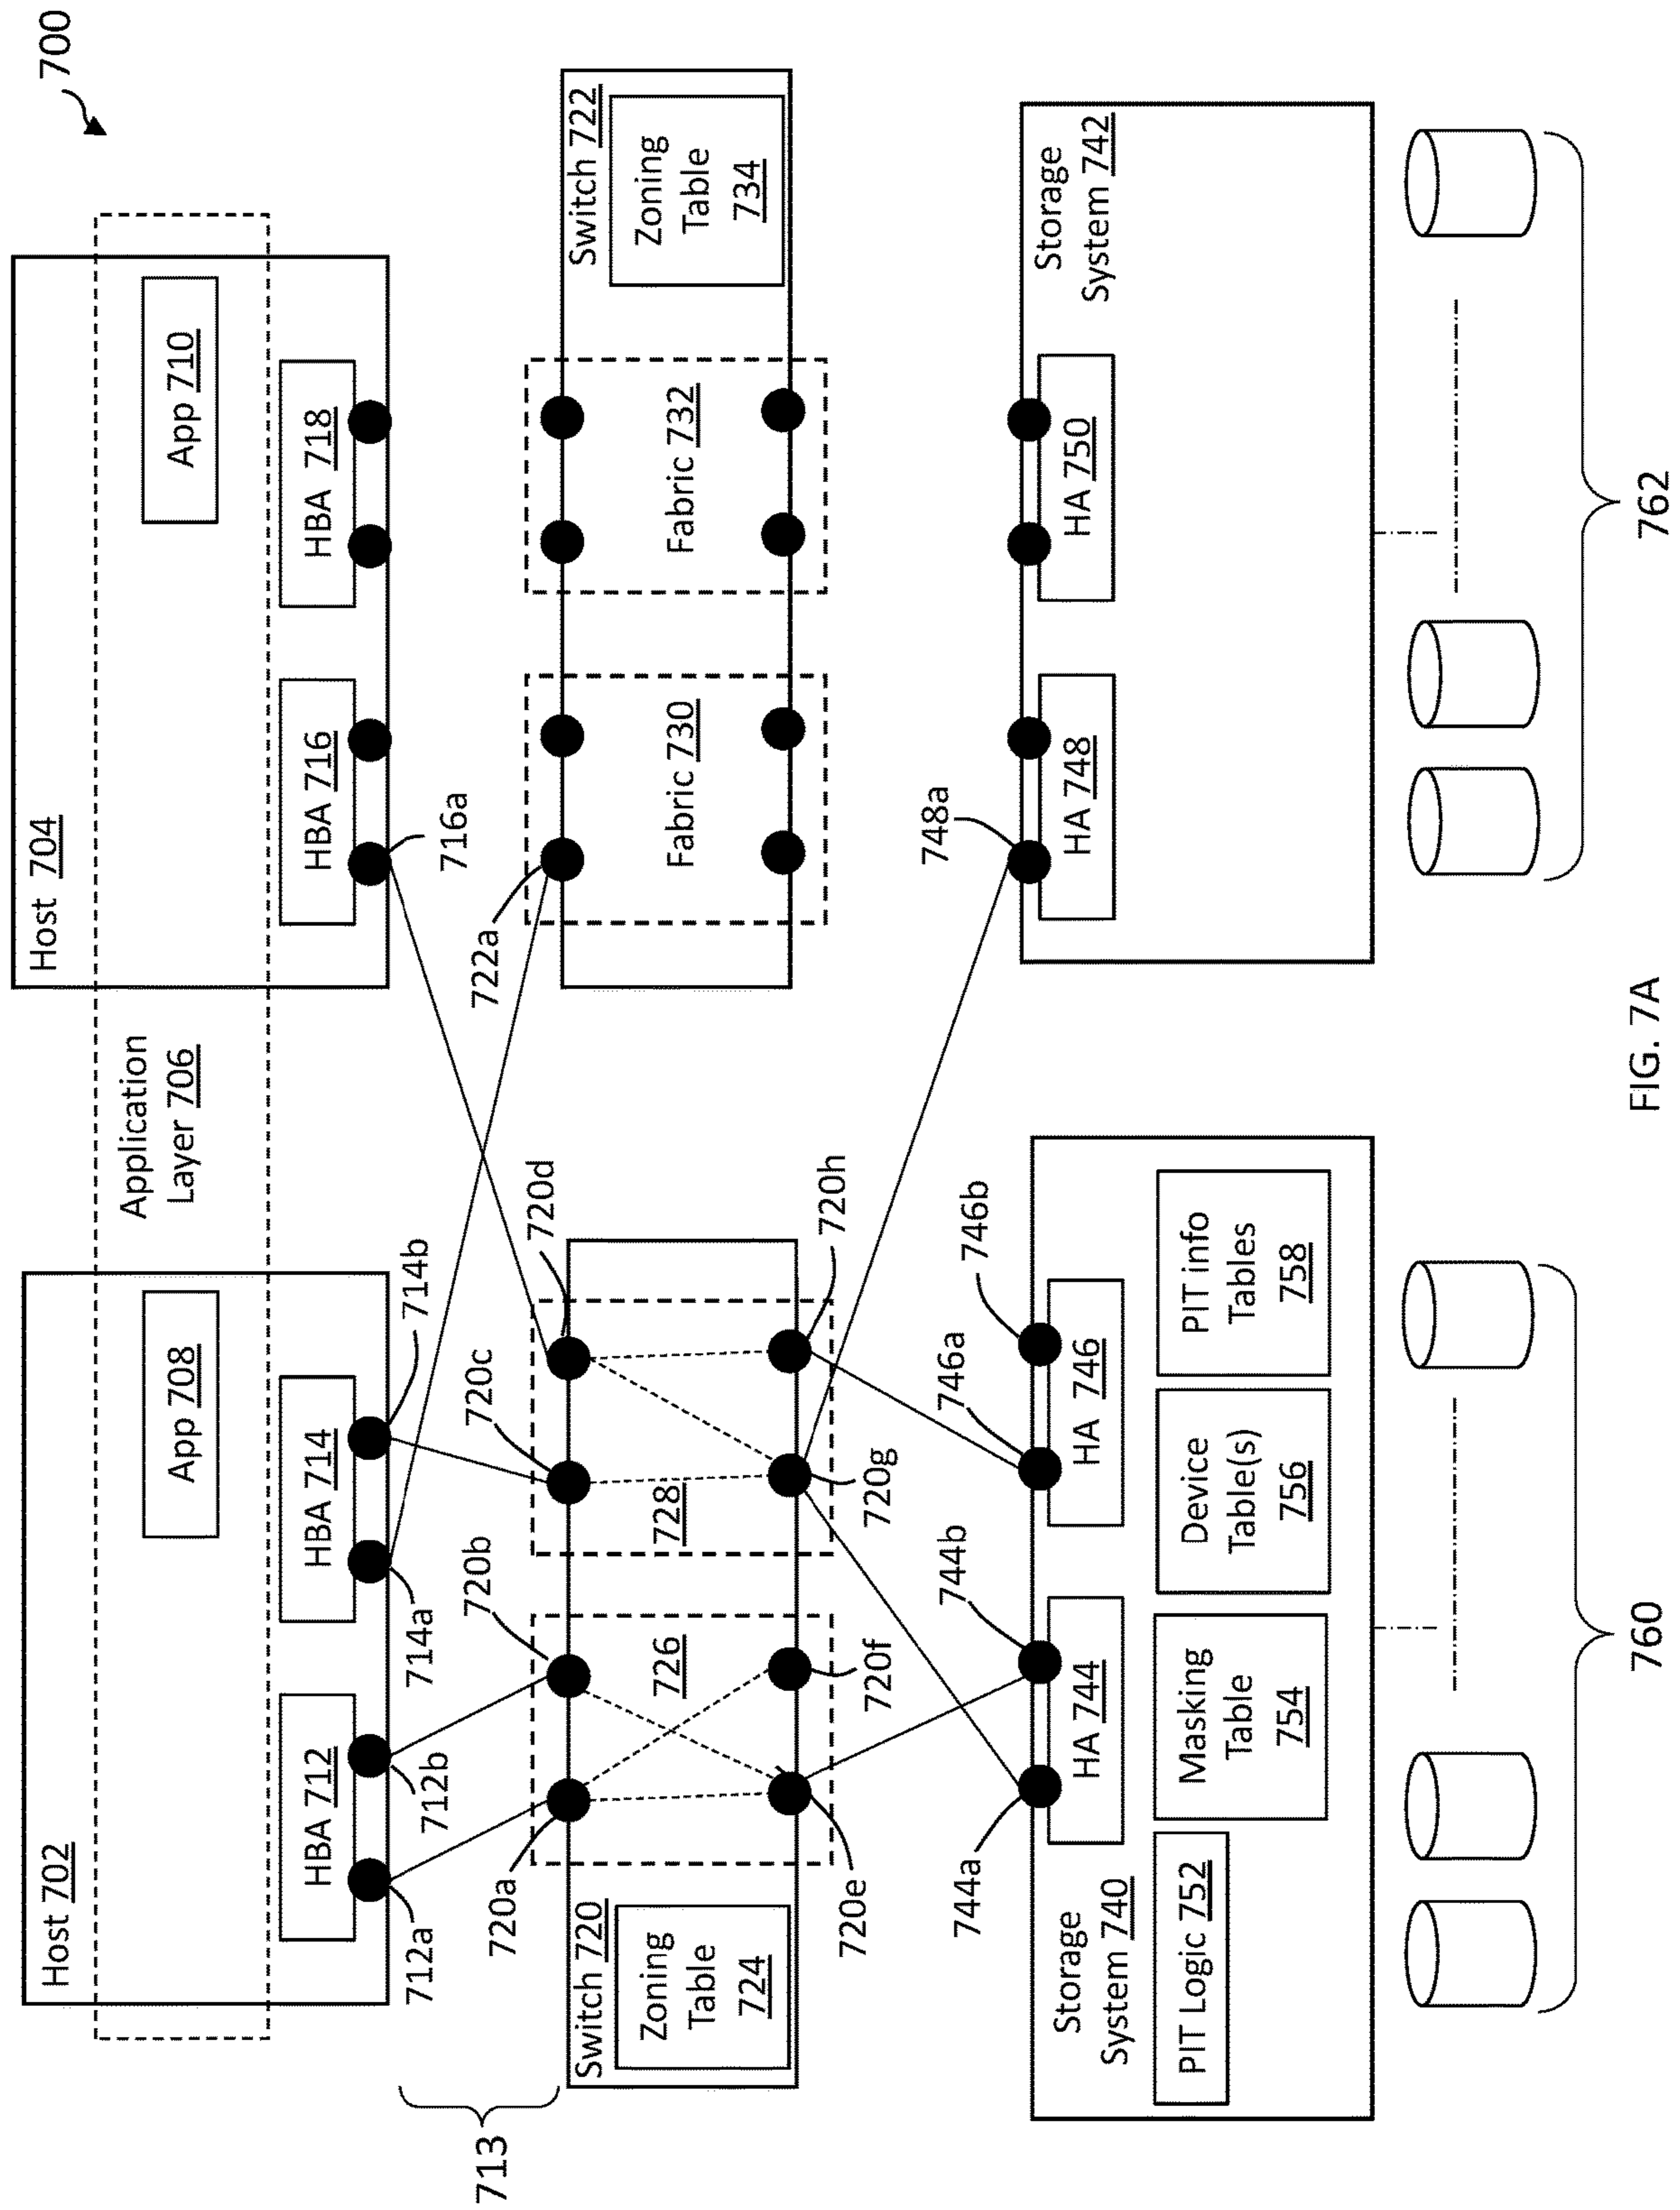 700
Host 702
Host 704
Application
Layer 706
App 708
App 710
HBA 712
HBA 714
HBA 716
HBA 718
712a
712b
714a
714b
716a
713
720a
720b
720c
720d
722a
Switch 720
Zoning
Table
724
726
728
Fabric 730
Fabric 732
Switch 722
Zoning
Table
734
720e
720f
720g
720h
744a
744b
746a
746b
748a
Storage
System 740
HA 744
HA 746
PIT Logic 752
Masking
Table
754
Device
Table(s)
756
PIT info
Tables
758
HA 748
HA 750
Storage
System 742
760
762
FIG. 7A